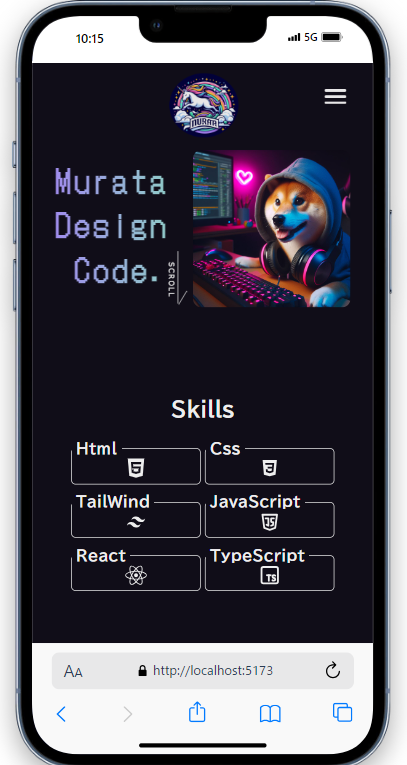 10:15
5G
MURATA
Murata
Design
Code.
SCROLL
Skills
Html
Css
TailWind
JavaScript
JS
React
TypeScript
TS
AA
http://localhost:5173